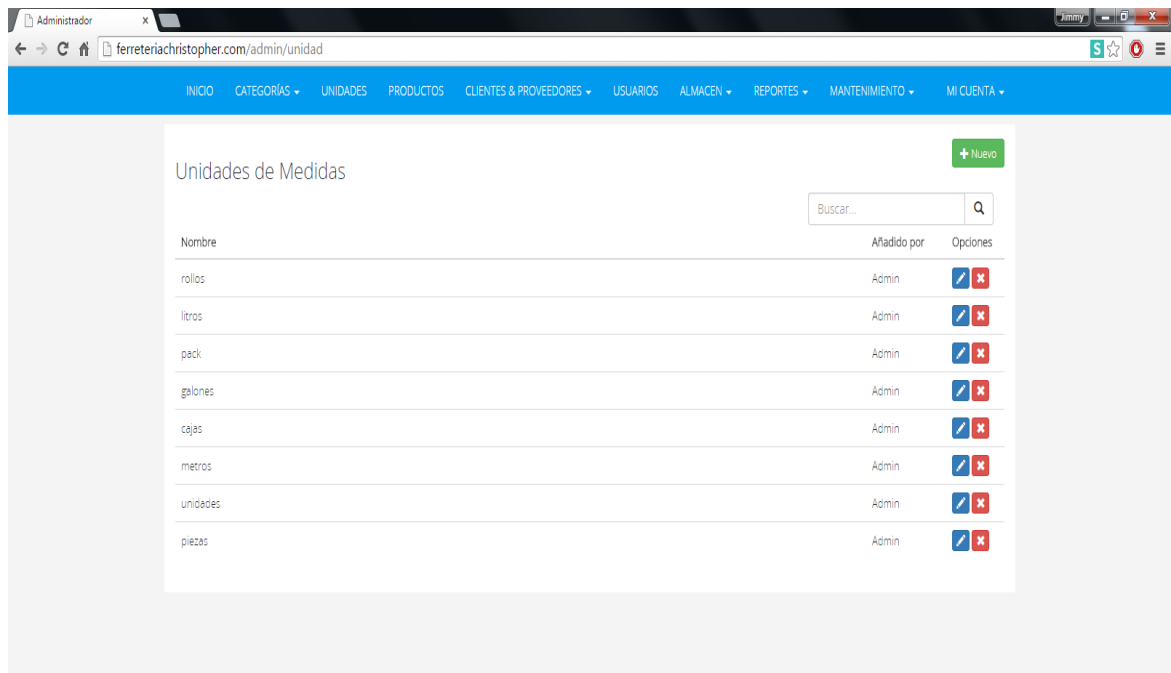 Administrador
Jimmy
ferreteriachristopher.com/admin/unidad
S
INICIO CATEGORÍAS UNIDADES PRODUCTOS CLIENTES & PROVEEDORES USUARIOS ALMACEN REPORTES MANTENIMIENTO MI CUENTA
Nuevo
Unidades de Medidas
Buscar...
Nombre Añadido por Opciones
rollos Admin
litros Admin
pack Admin
galones Admin
cajas Admin
metros Admin
unidades Admin
piezas Admin